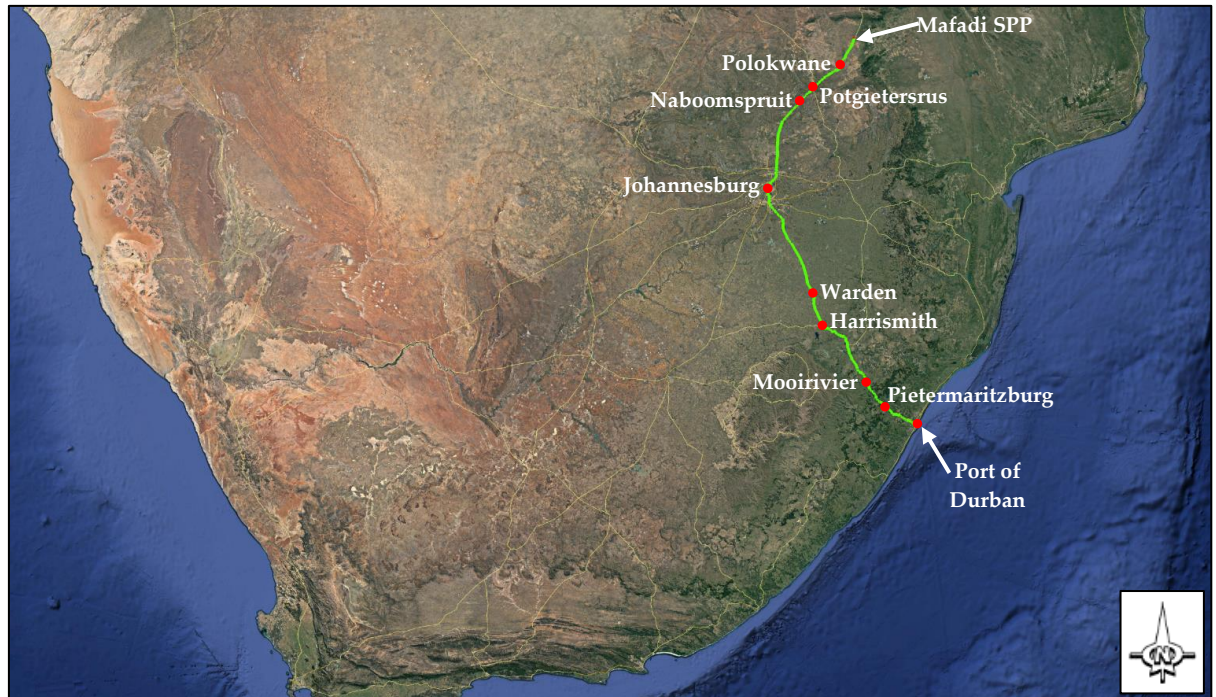 Mafadi SPP
Polokwane
Potgietersrus
Naboomspruit
Johannesburg
Warden
Harrismith
Mooirivier
Pietermaritzburg
Port of
Durban
N